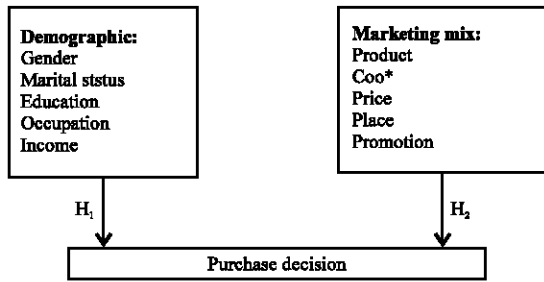 Demographic:
Gender
Marital ststus
Education
Occupation
Income
Marketing mix:
Product
Coo*
Price
Place
Promotion
H1
H2
Purchase decision